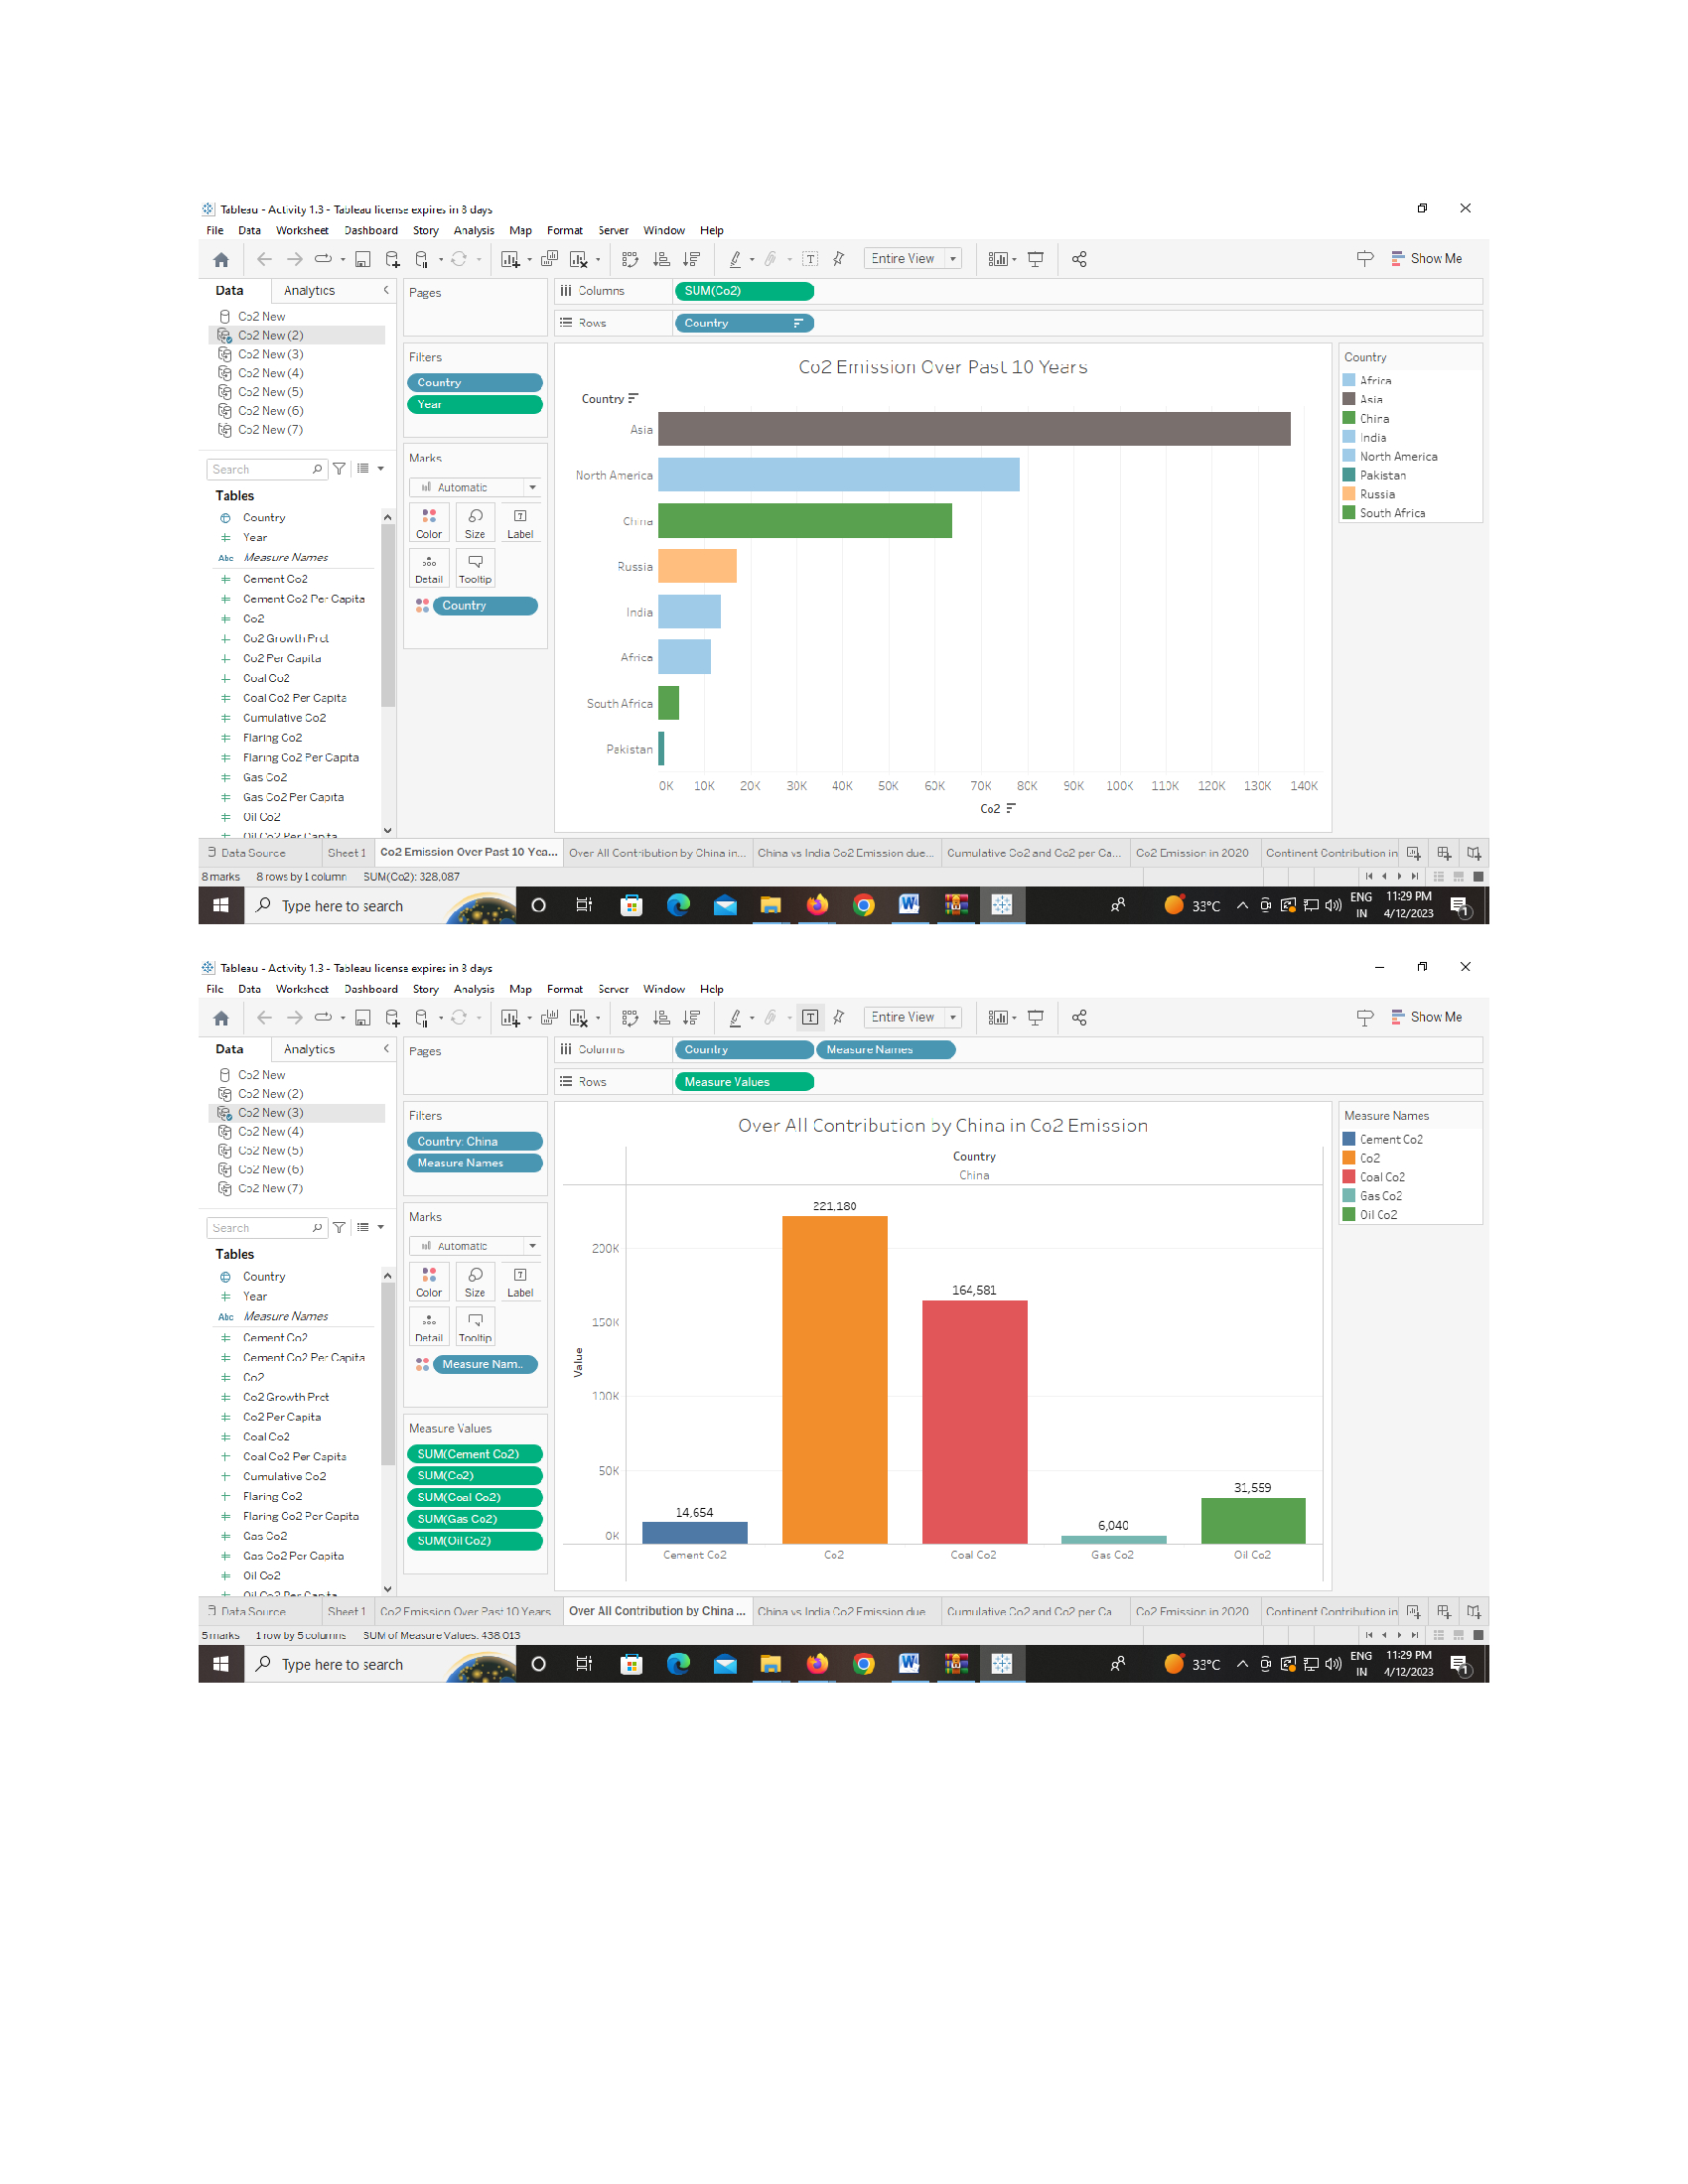 Tableau - Activity 1.3 - Tableau license expires in 8 days
File Data Worksheet Dashboard Story Analysis Map Format Server Window Help
Entire View
Show Me
Data Analytics
Co2 New
Co2 New (2)
Co2 New (3)
Co2 New (4)
Co2 New (5)
Co2 New (6)
Co2 New (7)
Search
Tables
Country
Year
Abc Measure Names
Cement Co2
Cement Co2 Per Capita
Co2
Co2 Growth Prct
Co2 Per Capita
Coal Co2
Coal Co2 Per Capita
Cumulative Co2
Flaring Co2
Flaring Co2 Per Capita
Gas Co2
Gas Co2 Per Capita
Oil Co2
Oil Co2 Per Capita
Pages
Filters
Country
Year
Marks
Automatic
Color Size Label
Detail Tooltip
Country
Columns SUM(Co2)
Rows Country
Co2 Emission Over Past 10 Years
Country
Asia
North America
China
Russia
India
Africa
South Africa
Pakistan
0K 10K 20K 30K 40K 50K 60K 70K 80K 90K 100K 110K 120K 130K 140K
Co2
Country
Africa
Asia
China
India
North America
Pakistan
Russia
South Africa
Data Source Sheet 1 Co2 Emission Over Past 10 Yea... Over All Contribution by China in... China vs India Co2 Emission due... Cumulative Co2 and Co2 per Ca... Co2 Emission in 2020 Continent Contribution in
8 marks 8 rows by 1 column SUM(Co2): 328,087
Type here to search
33°C
ENG
IN
11:29 PM
4/12/2023
1
Tableau - Activity 1.3 - Tableau license expires in 8 days
File Data Worksheet Dashboard Story Analysis Map Format Server Window Help
Entire View
Show Me
Data Analytics
Co2 New
Co2 New (2)
Co2 New (3)
Co2 New (4)
Co2 New (5)
Co2 New (6)
Co2 New (7)
Search
Tables
Country
Year
Abc Measure Names
Cement Co2
Cement Co2 Per Capita
Co2
Co2 Growth Prct
Co2 Per Capita
Coal Co2
Coal Co2 Per Capita
Cumulative Co2
Flaring Co2
Flaring Co2 Per Capita
Gas Co2
Gas Co2 Per Capita
Oil Co2
Oil Co2 Per Capita
Pages
Filters
Country: China
Measure Names
Marks
Automatic
Color Size Label
Detail Tooltip
Measure Nam..
Measure Values
SUM(Cement Co2)
SUM(Co2)
SUM(Coal Co2)
SUM(Gas Co2)
SUM(Oil Co2)
Columns Country Measure Names
Rows Measure Values
Over All Contribution by China in Co2 Emission
Country
China
Value
200K
150K
100K
50K
0K
14,654
221,180
164,581
6,040
31,559
Cement Co2 Co2 Coal Co2 Gas Co2 Oil Co2
Measure Names
Cement Co2
Co2
Coal Co2
Gas Co2
Oil Co2
Data Source Sheet 1 Co2 Emission Over Past 10 Years Over All Contribution by China ... China vs India Co2 Emission due Cumulative Co2 and Co2 per Ca Co2 Emission in 2020 Continent Contribution in
5 marks 1 row by 5 columns SUM of Measure Values: 438,013
Type here to search
33°C
ENG
IN
11:29 PM
4/12/2023
1